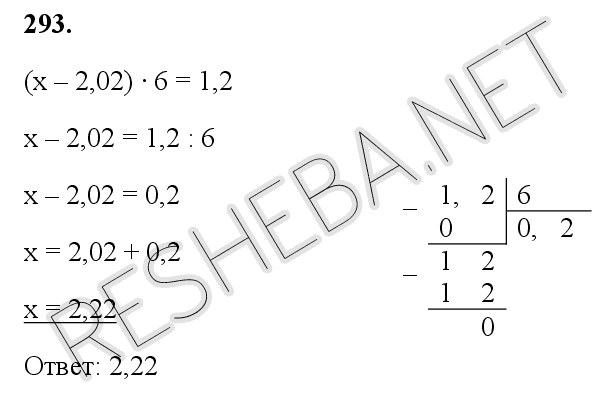 293.
(x – 2,02) · 6 = 1,2
x – 2,02 = 1,2 : 6
x – 2,02 = 0,2
x = 2,02 + 0,2
x = 2,22
Ответ: 2,22
– 1, 2 6
0 0, 2
– 1 2
1 2
0
RESHEBA.NET